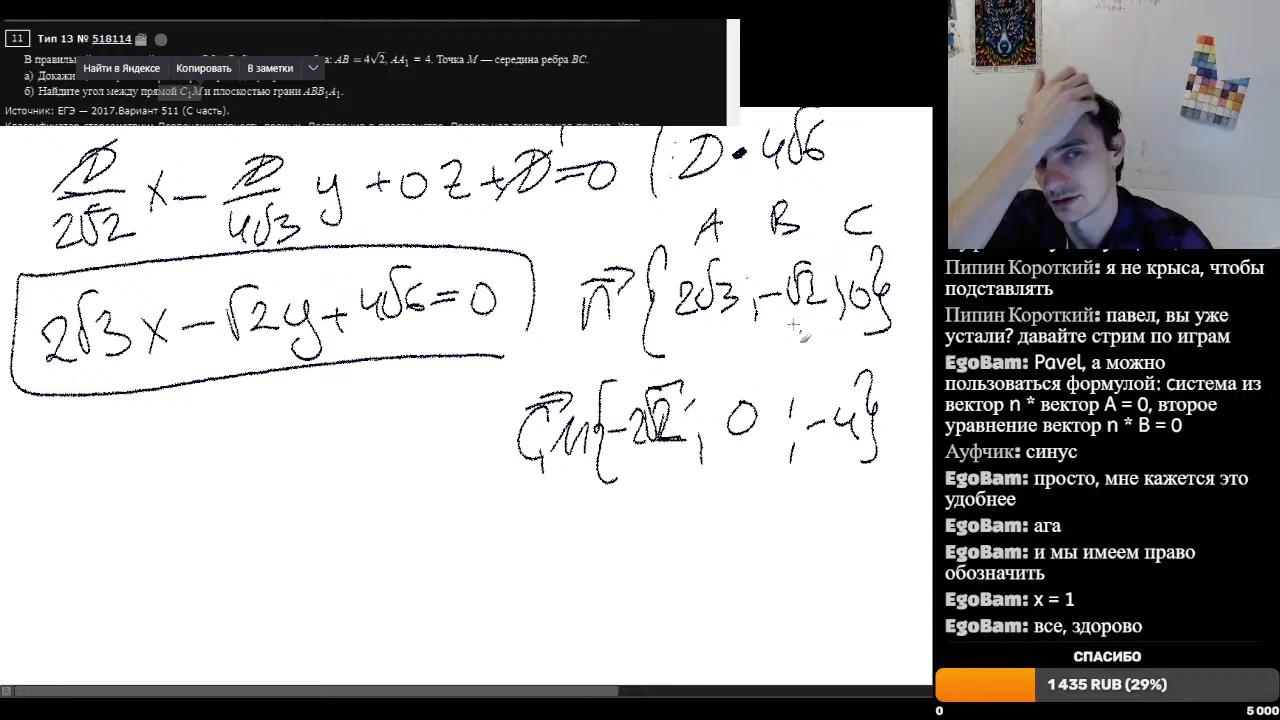 11 Тип 13 № 518114
В правильной : AB = 4√2, AA₁ = 4. Точка M — середина ребра BC.
Найти в Яндексе Копировать В заметки
а) Докажи
б) Найдите угол между прямой C₁M и плоскостью грани ABB₁A₁.
Источник: ЕГЭ — 2017.Вариант 511 (С часть).
D/2√2 x − D/4√3 y + 0z + D = 0 | : D • 4√6
A B C
2√3x − √2y + 4√6 = 0
n {2√3 ; −√2 ; 0}
C₁M {−2√2 ; 0 ; −4}
Пипин Короткий: я не крыса, чтобы
подставлять
Пипин Короткий: павел, вы уже
устали? давайте стрим по играм
EgoBam: Pavel, а можно
пользоваться формулой: система из
вектор n * вектор A = 0, второе
уравнение вектор n * B = 0
Ауфчик: синус
EgoBam: просто, мне кажется это
удобнее
EgoBam: ага
EgoBam: и мы имеем право
обозначить
EgoBam: x = 1
EgoBam: все, здорово
СПАСИБО
1 435 RUB (29%)
0 5 000